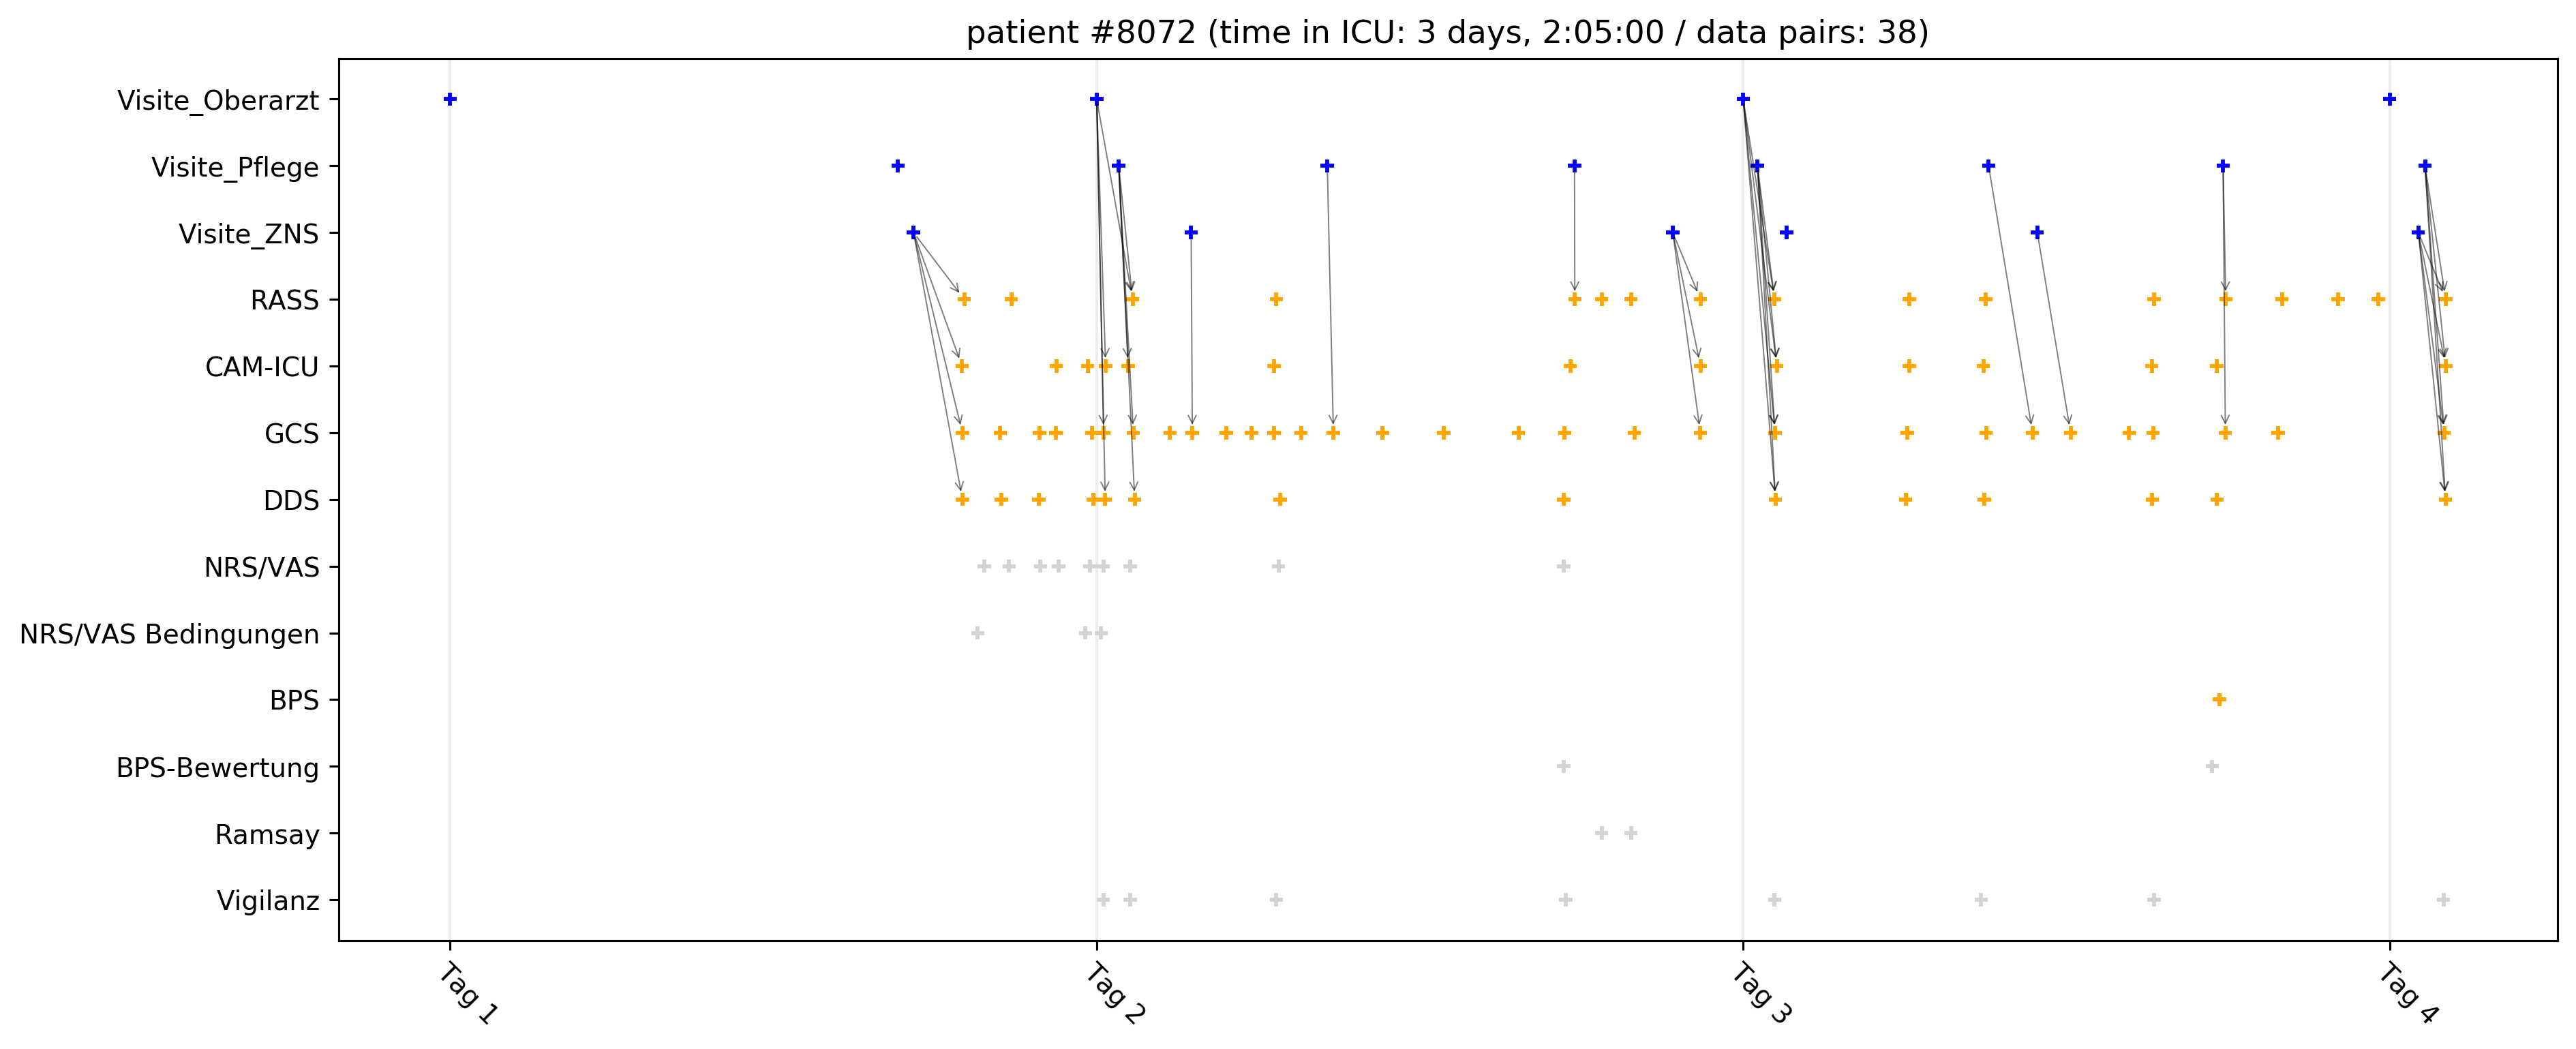 patient #8072 (time in ICU: 3 days, 2:05:00 / data pairs: 38)
Visite_Oberarzt
Visite_Pflege
Visite_ZNS
RASS
CAM-ICU
GCS
DDS
NRS/VAS
NRS/VAS Bedingungen
BPS
BPS-Bewertung
Ramsay
Vigilanz
Tag 1
Tag 2
Tag 3
Tag 4